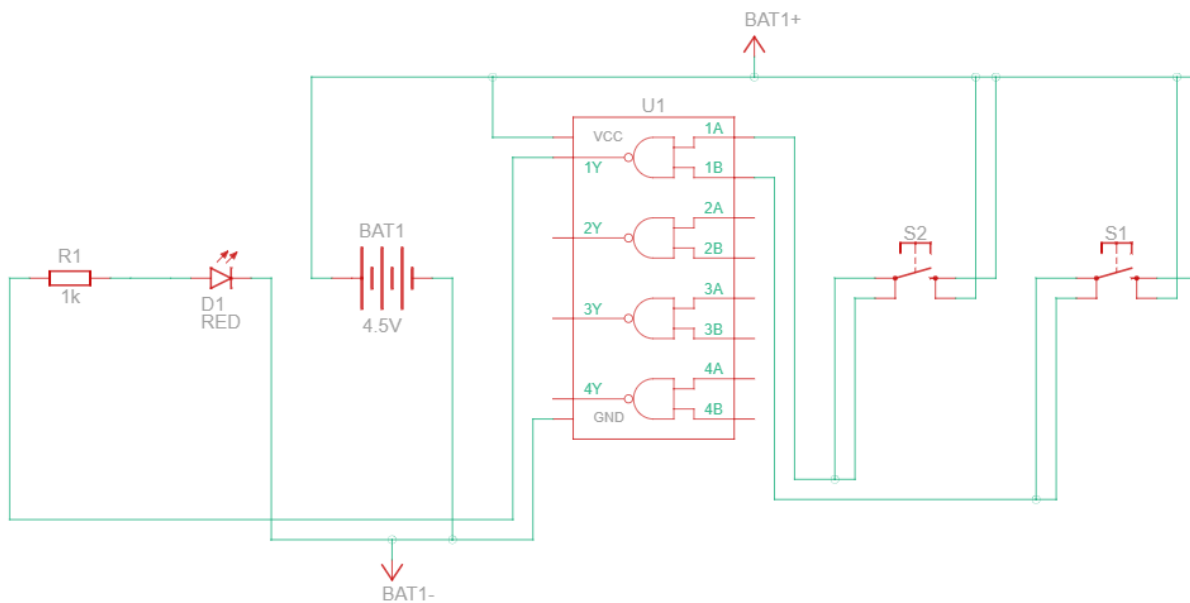 BAT1+
U1
VCC
1A
1Y
1B
2A
2Y
2B
BAT1
4.5V
S2
S1
R1
1k
D1
RED
3A
3Y
3B
4A
4Y
GND
4B
BAT1-